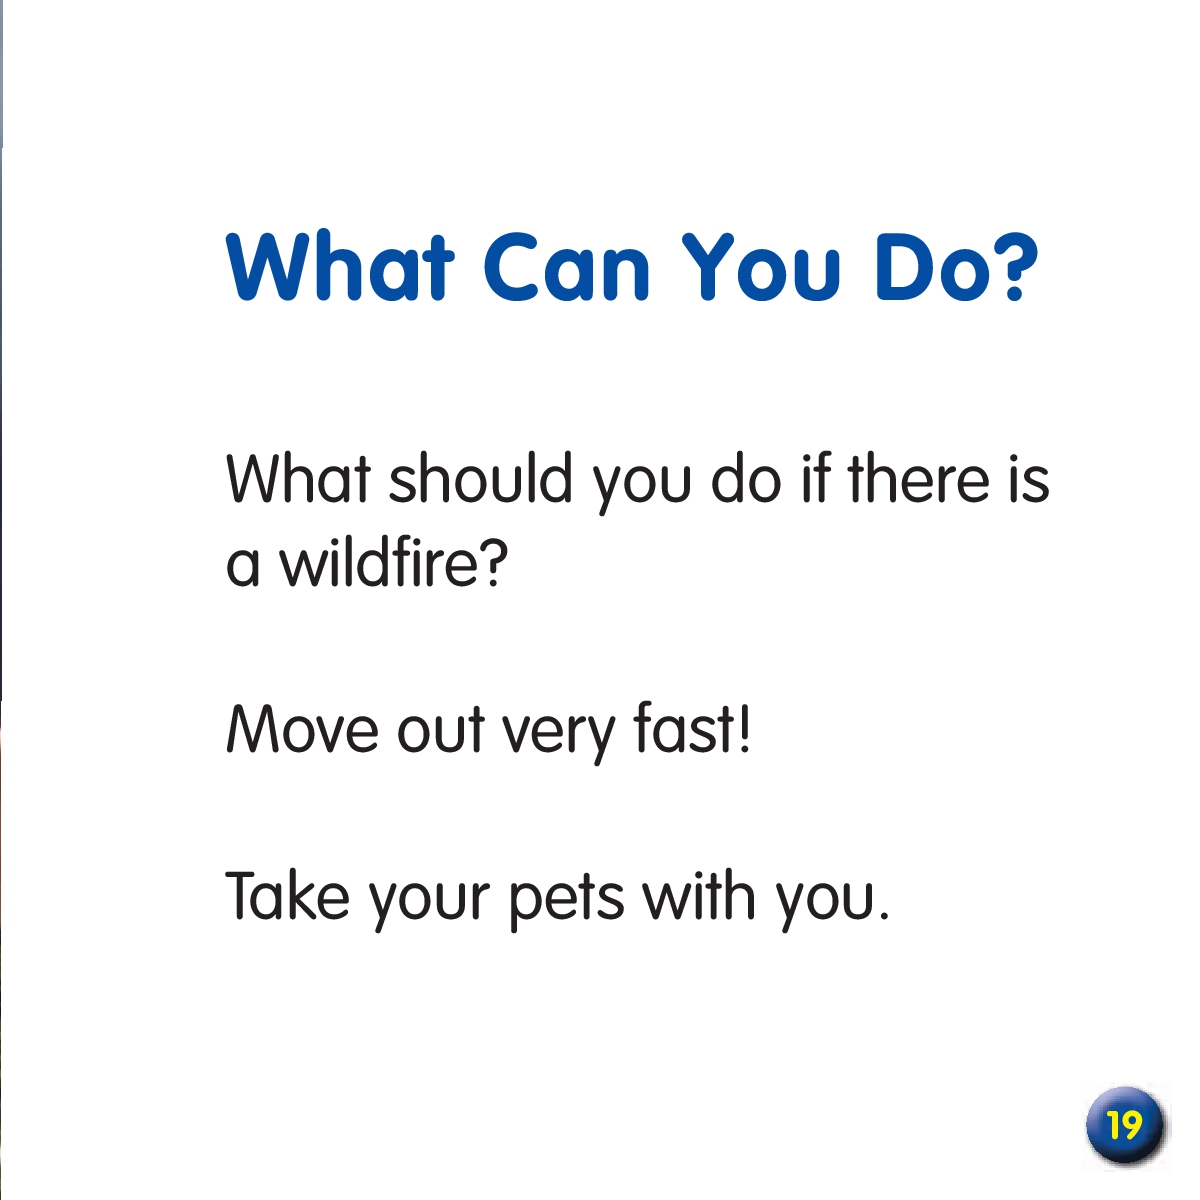 What Can You Do?
What should you do if there is
a wildfire?
Move out very fast!
Take your pets with you.
19